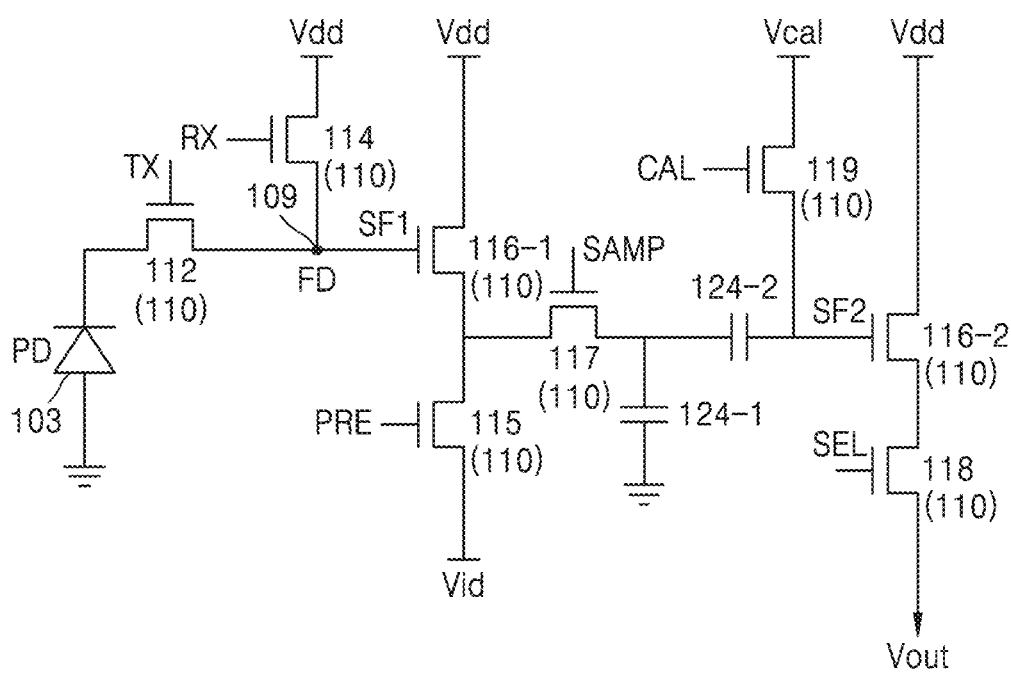 Vdd
Vdd
Vcal
Vdd
RX
114
(110)
TX
109
CAL
119
(110)
SF1
116-1
(110)
SAMP
FD
112
(110)
124-2
SF2
116-2
(110)
PD
103
117
(110)
124-1
PRE
115
(110)
SEL
118
(110)
Vid
Vout